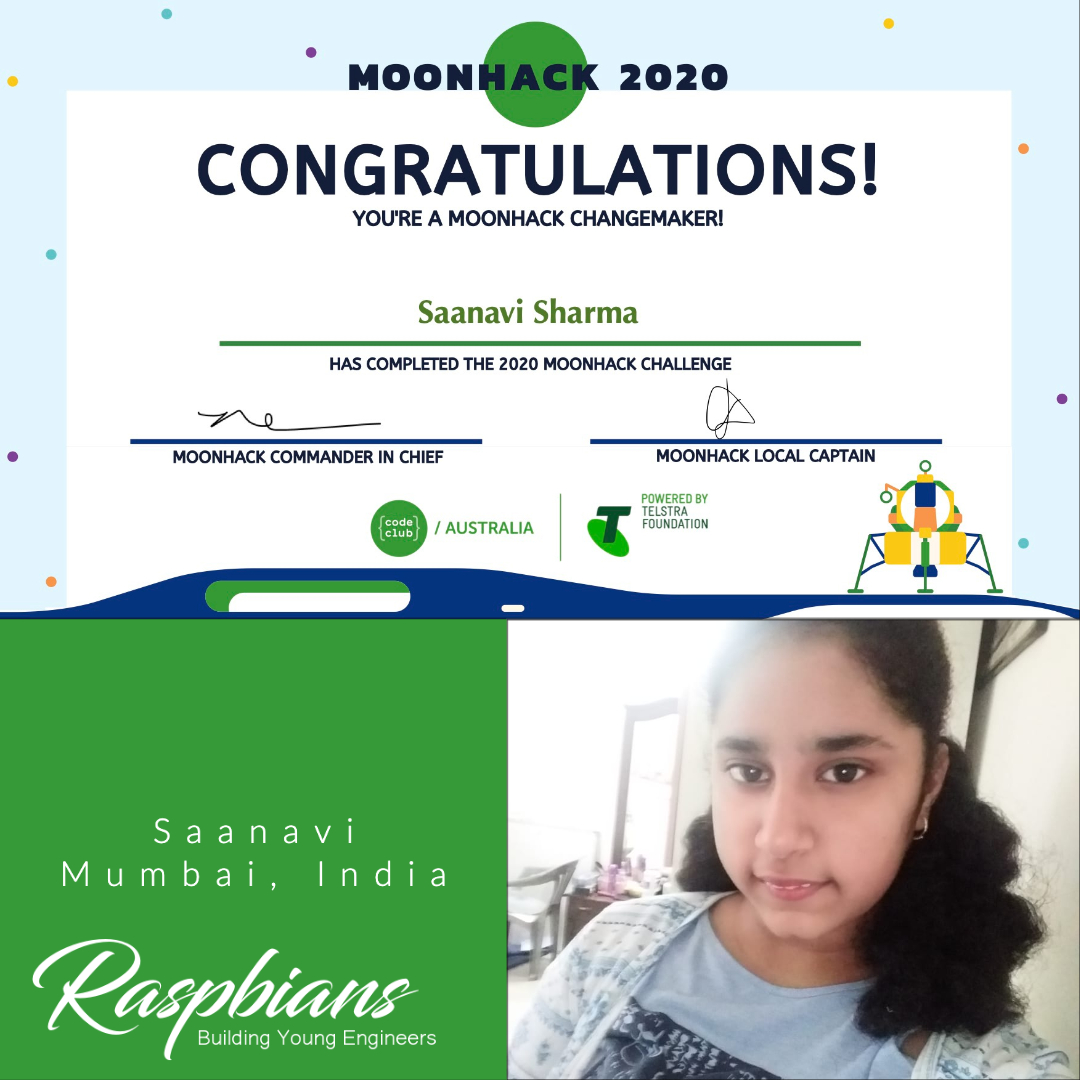 MOONHACK 2020
CONGRATULATIONS!
YOU'RE A MOONHACK CHANGEMAKER!
Saanavi Sharma
HAS COMPLETED THE 2020 MOONHACK CHALLENGE
MOONHACK COMMANDER IN CHIEF
MOONHACK LOCAL CAPTAIN
{code
club}
/ AUSTRALIA
POWERED BY
TELSTRA
FOUNDATION
Saanavi
Mumbai, India
Raspbians
Building Young Engineers